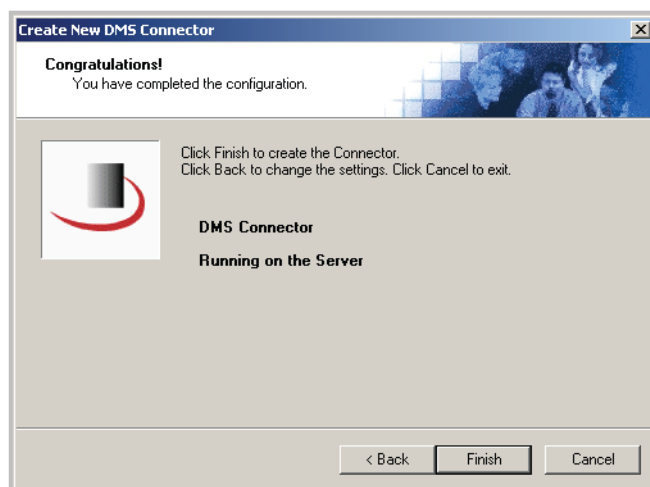 Create New DMS Connector
Congratulations!
You have completed the configuration.
Click Finish to create the Connector.
Click Back to change the settings. Click Cancel to exit.
DMS Connector
Running on the Server
< Back
Finish
Cancel